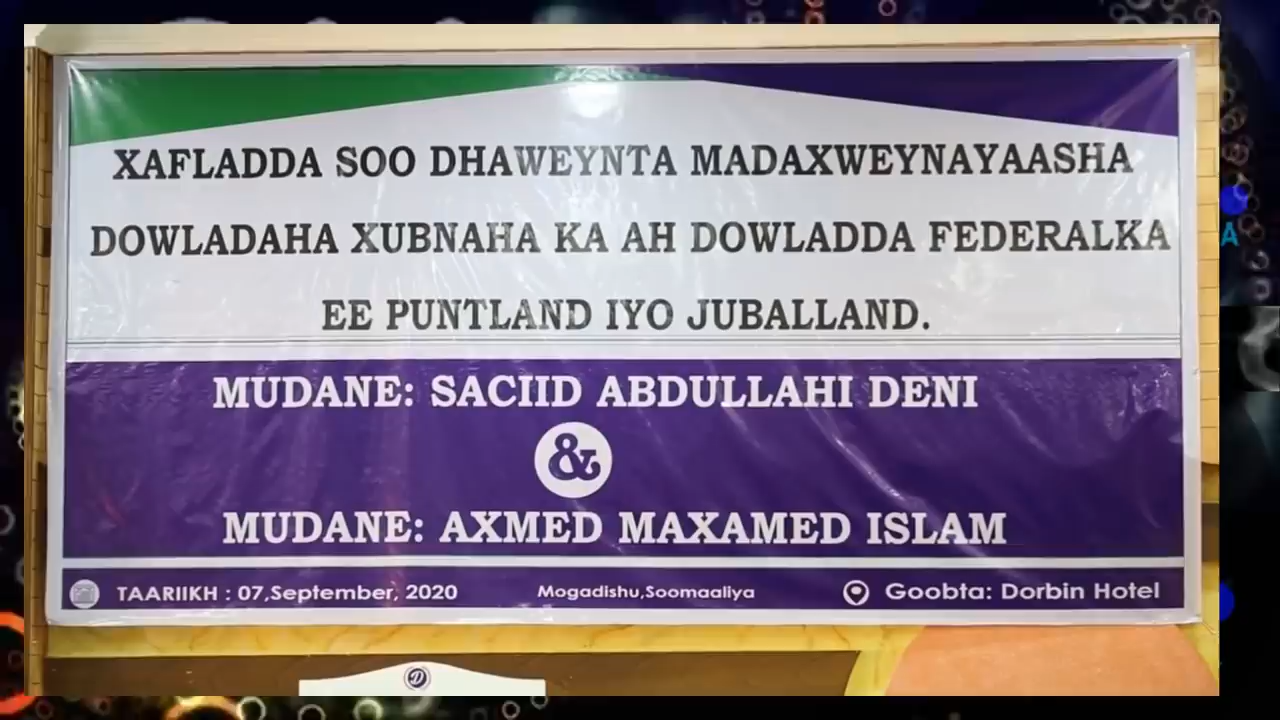 XAFLADDA SOO DHAWEYNTA MADAXWEYNAYAASHA
DOWLADAHA XUBNAHA KA AH DOWLADDA FEDERALKA
EE PUNTLAND IYO JUBALLAND.
MUDANE: SACIID ABDULLAHI DENI
&
MUDANE: AXMED MAXAMED ISLAM
TAARIIKH : 07,September, 2020 Mogadishu,Soomaaliya Goobta: Dorbin Hotel
D
A